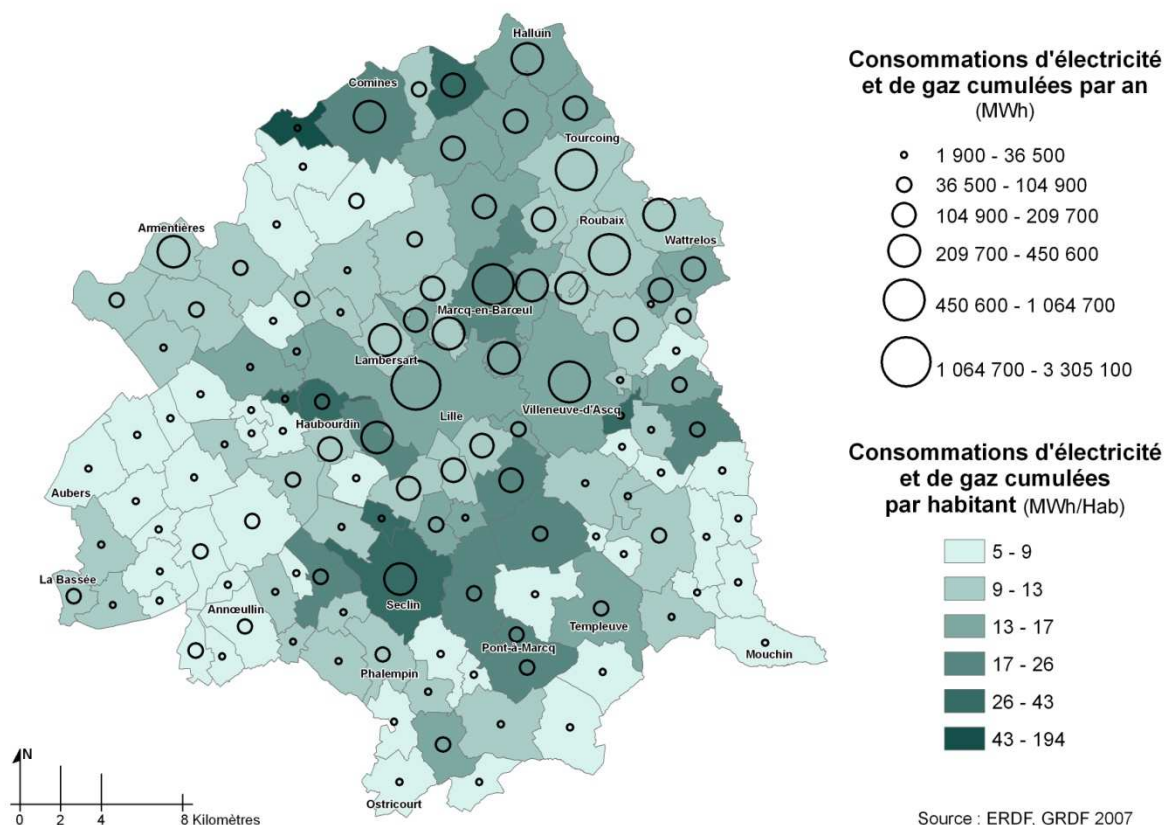 Halluin
Comines
Tourcoing
Armentières
Roubaix
Wattrelos
Marcq-en-Barœul
Lambersart
Lille
Villeneuve-d'Ascq
Haubourdin
Aubers
La Bassée
Annœullin
Seclin
Templeuve
Pont-à-Marcq
Mouchin
Phalempin
Ostricourt
N
0 2 4 8 Kilomètres
Consommations d'électricité
et de gaz cumulées par an
(MWh)
1 900 - 36 500
36 500 - 104 900
104 900 - 209 700
209 700 - 450 600
450 600 - 1 064 700
1 064 700 - 3 305 100
Consommations d'électricité
et de gaz cumulées
par habitant (MWh/Hab)
5 - 9
9 - 13
13 - 17
17 - 26
26 - 43
43 - 194
Source : ERDF, GRDF 2007